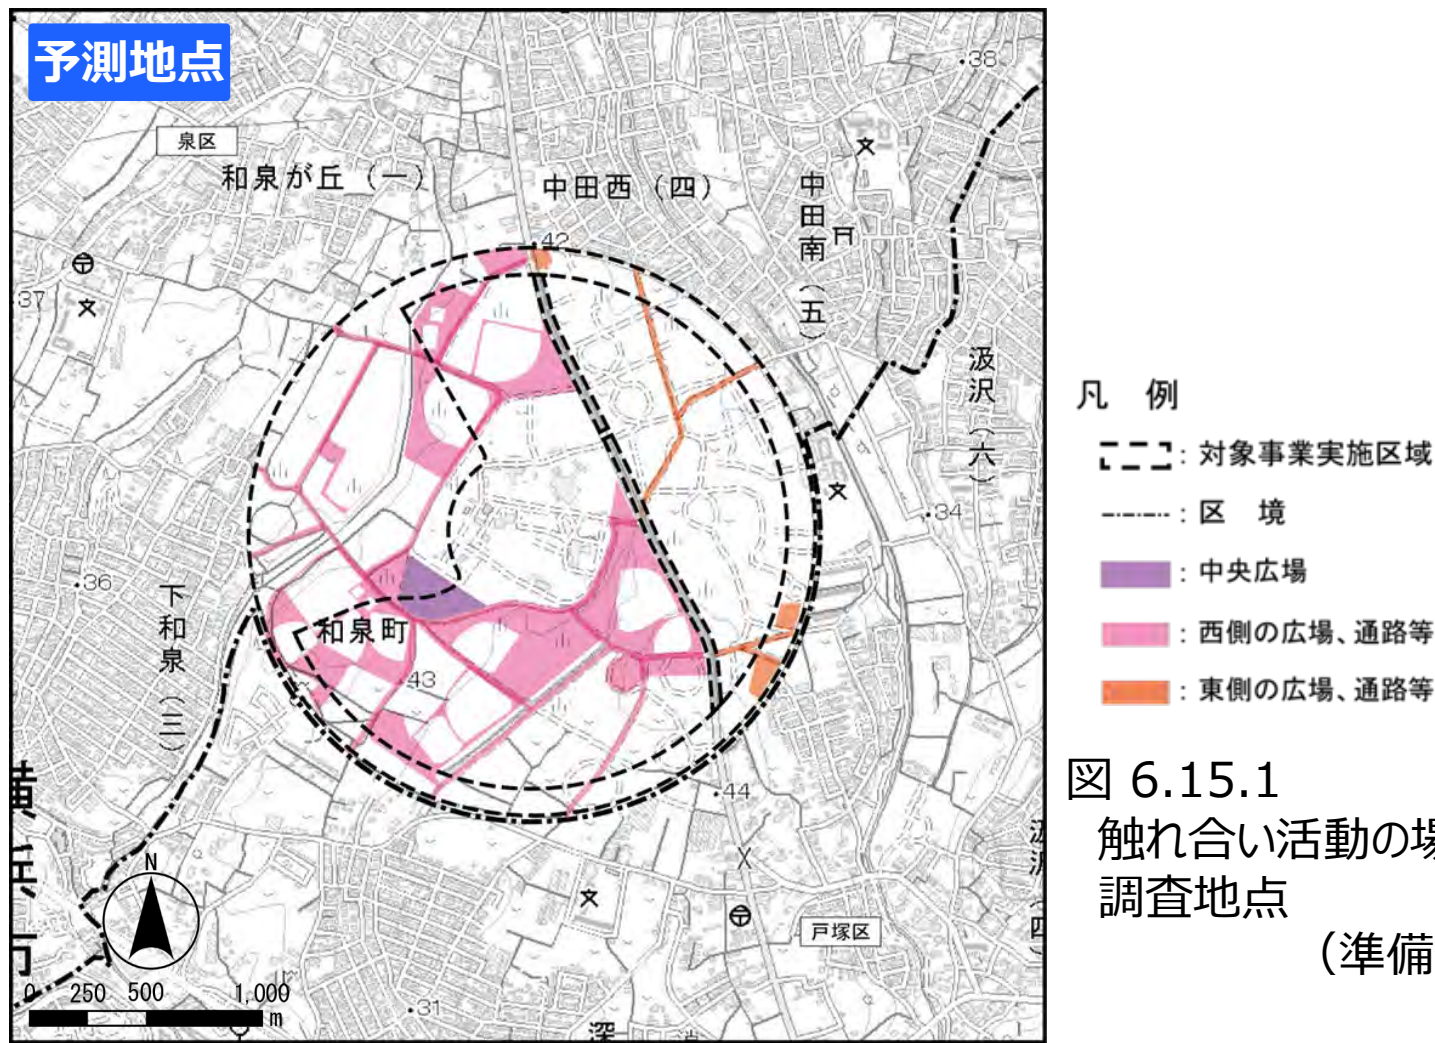 予測地点
泉区
和泉が丘（一）
中田西（四）
中田南（五）
汲沢（六）
下和泉（三）
和泉町
戸塚区
深
横浜市
・38
42
37
・34
・36
・43
・44
・31
N
0 250 500 1,000
m
凡 例
：対象事業実施区域
：区 境
：中央広場
：西側の広場、通路等
：東側の広場、通路等
図 6.15.1
触れ合い活動の場
調査地点
（準備